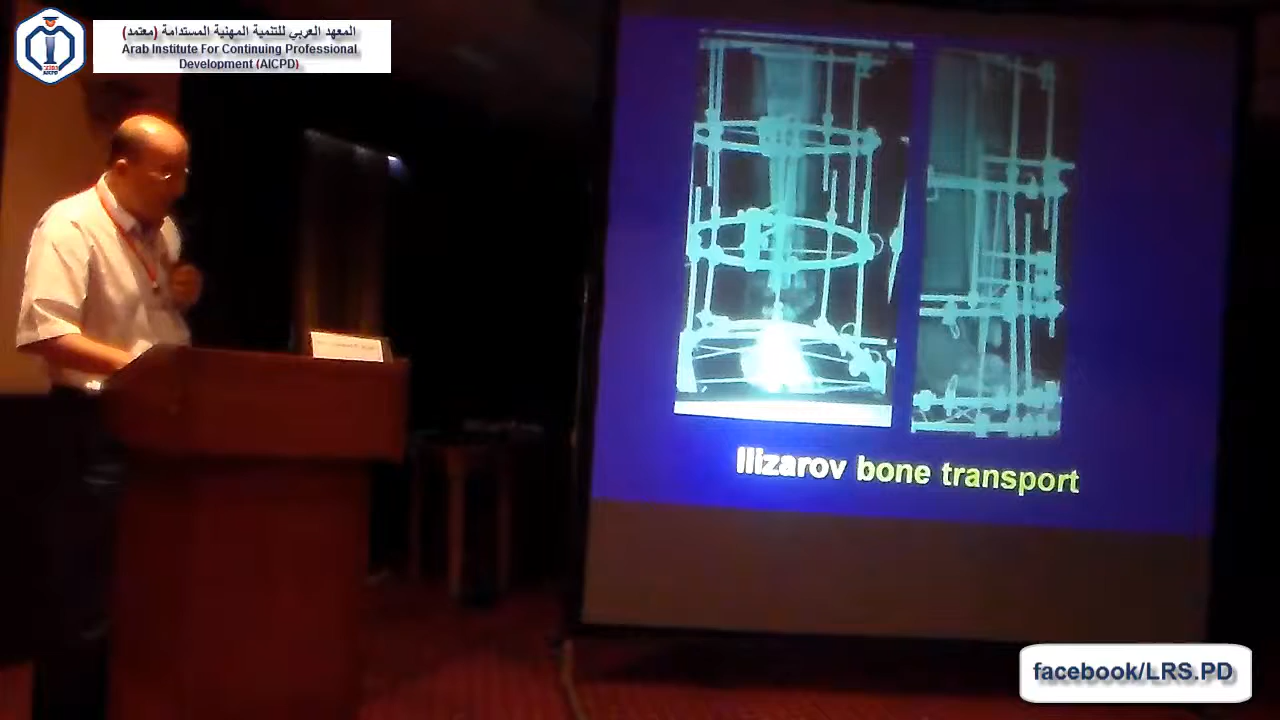 المعهد العربي للتنمية المهنية المستدامة (معتمد)
Arab Institute For Continuing Professional
Development (AICPD)
AICPD
Ilizarov bone transport
facebook/LRS.PD